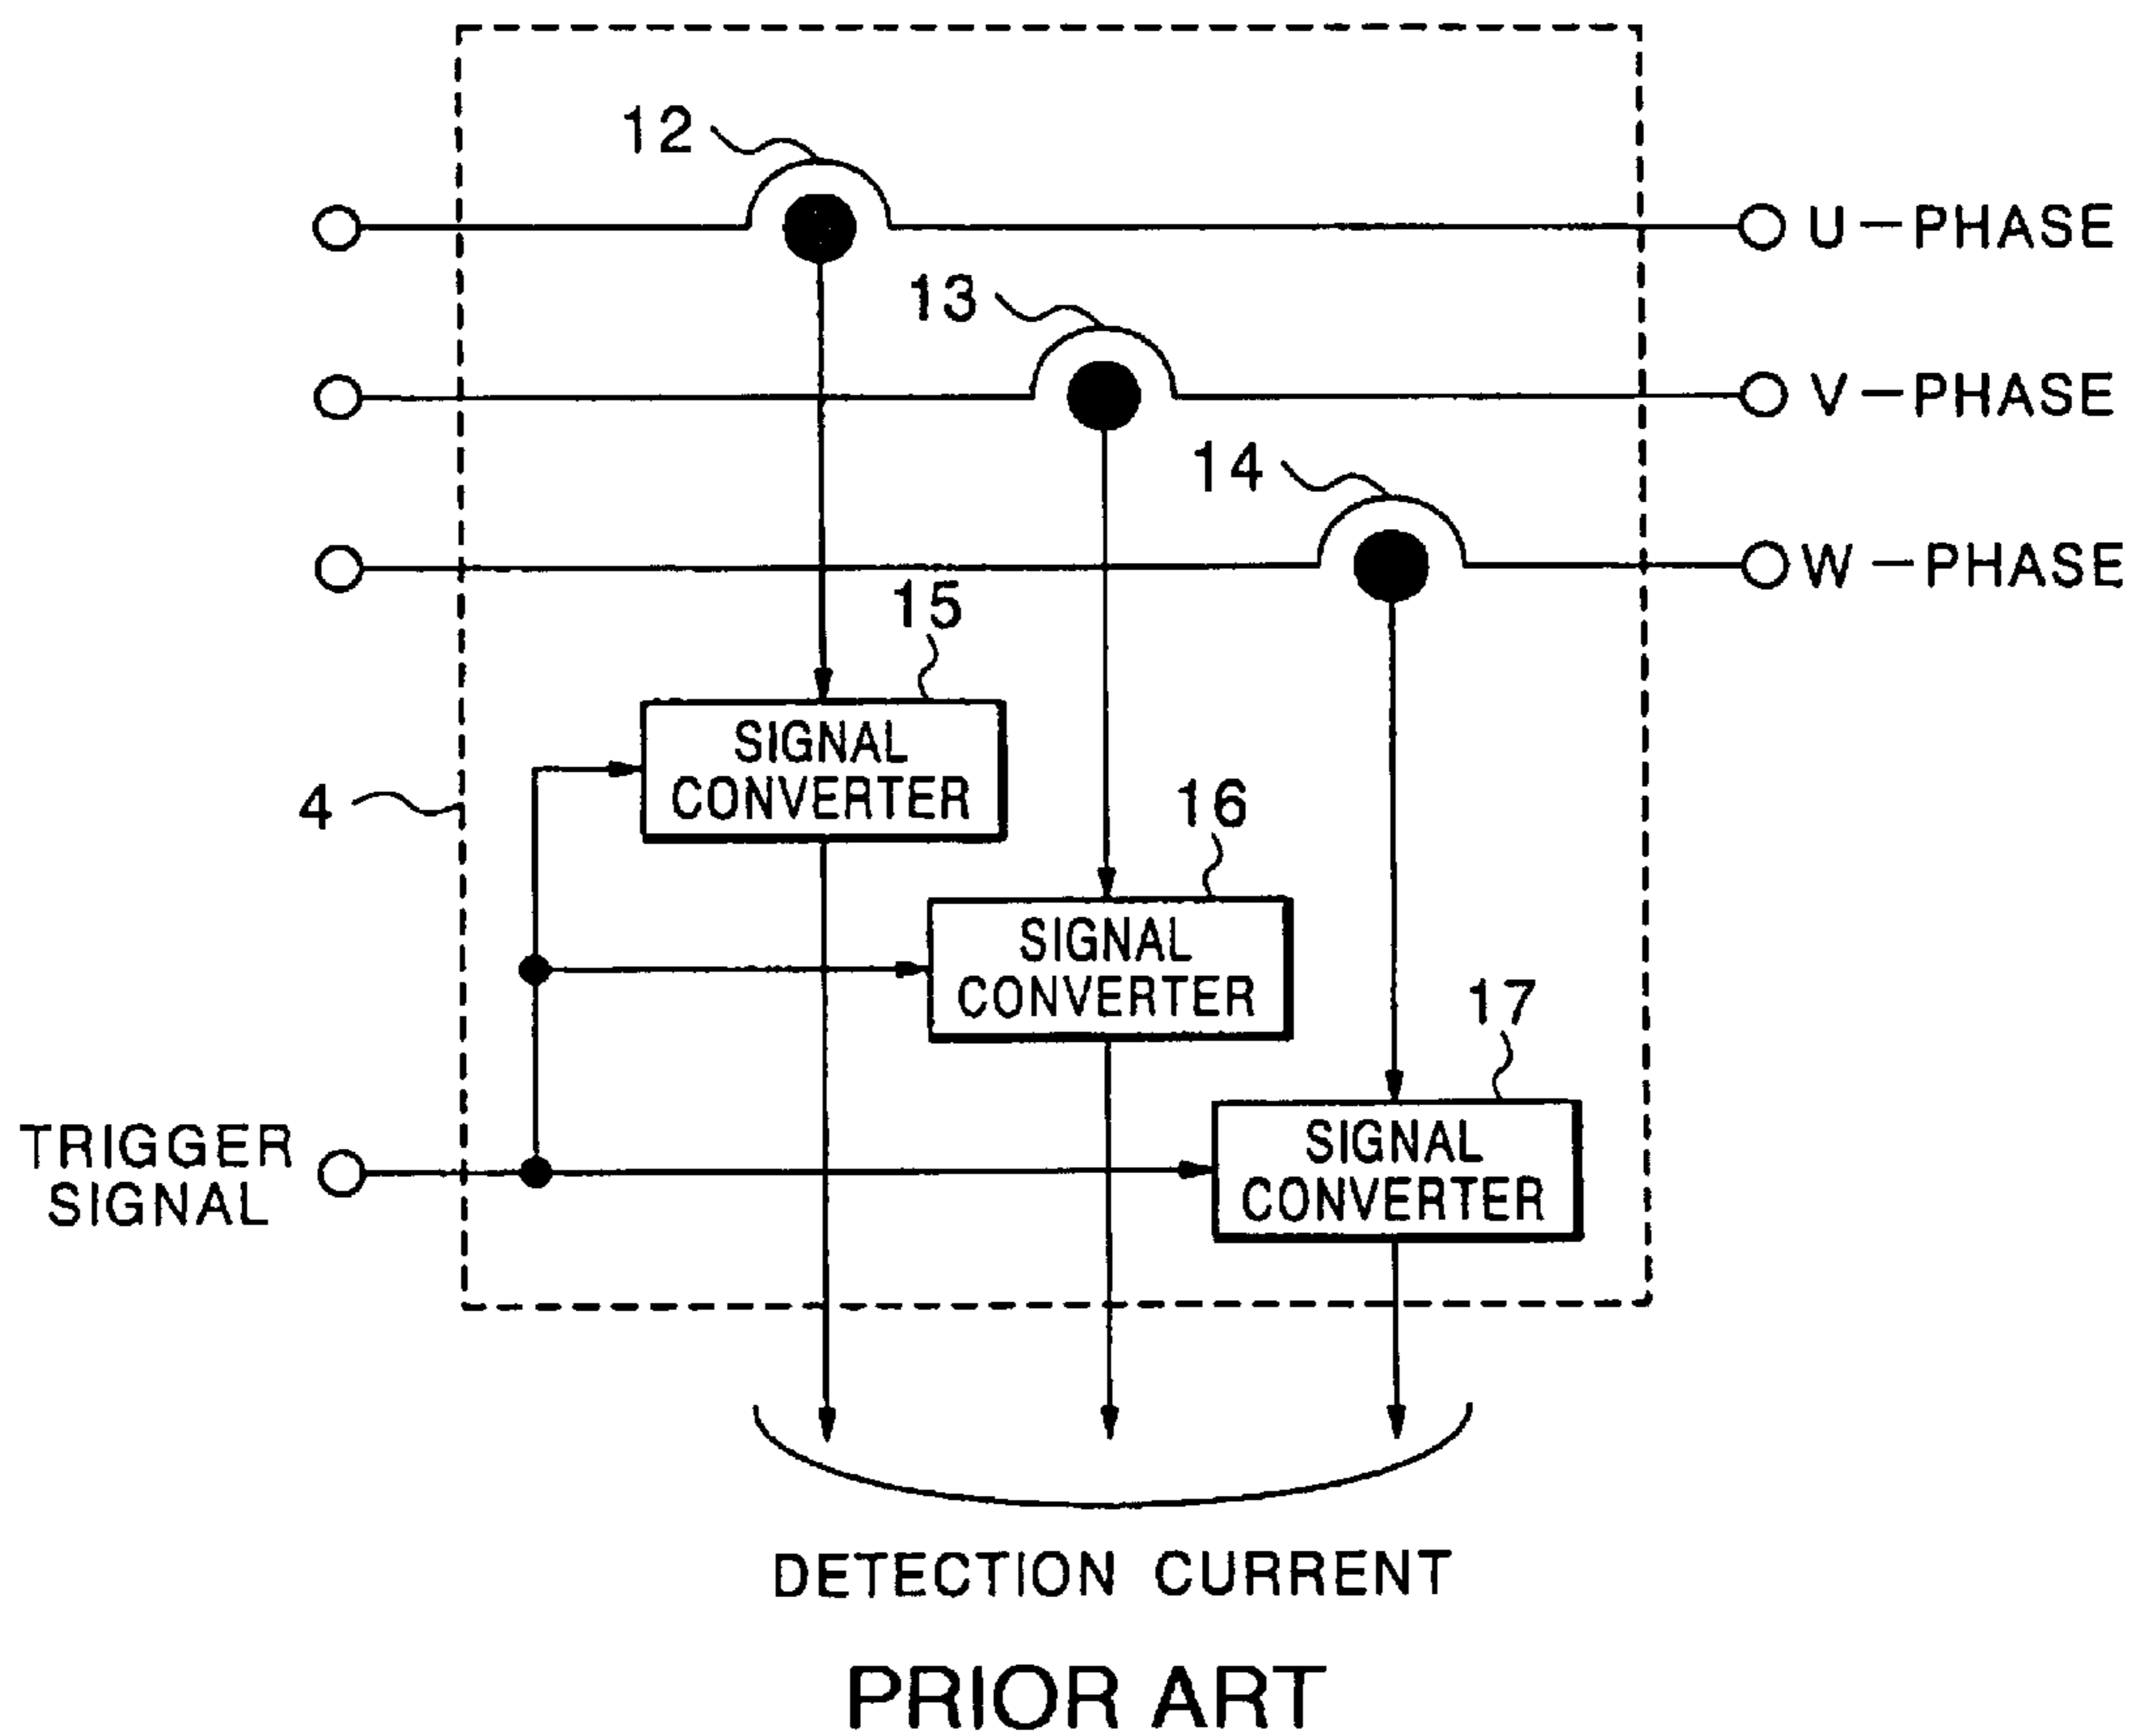 12
U-PHASE
13
V-PHASE
14
W-PHASE
15
SIGNAL
CONVERTER
4
16
SIGNAL
CONVERTER
17
TRIGGER
SIGNAL
SIGNAL
CONVERTER
DETECTION CURRENT
PRIOR ART